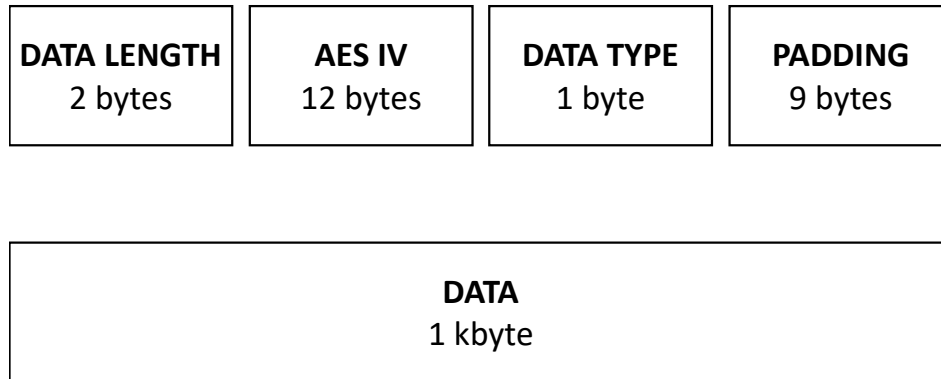 DATA LENGTH
2 bytes
AES IV
12 bytes
DATA TYPE
1 byte
PADDING
9 bytes
DATA
1 kbyte